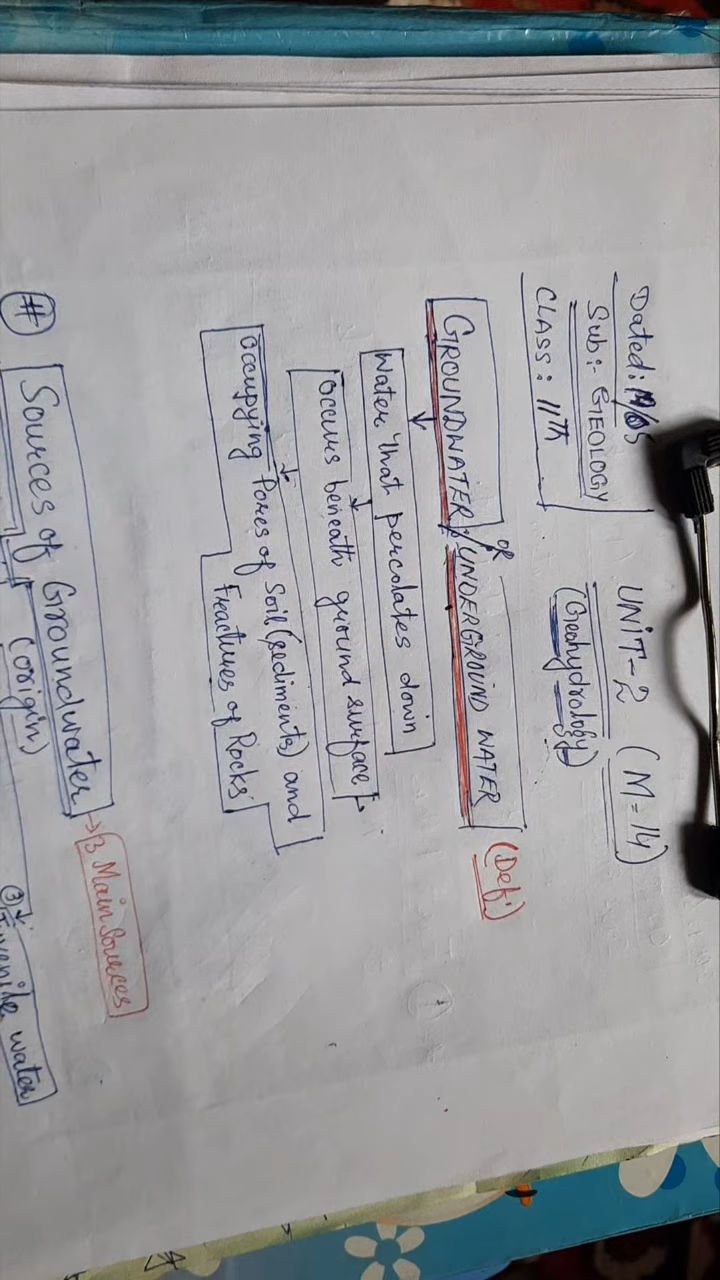 Dated: 19/05
Sub:- GEOLOGY
CLASS: 11th
UNIT-2 (M=14)
(Geohydrology)
GROUNDWATER / UNDERGROUND WATER (Def.)
or
Water that percolates down
occurs beneath ground surface
occupying Pores of Soil (sediments) and
Fractures of Rocks
# Sources of Groundwater → 3 Main Sources
(origin)
③ Juvenile water